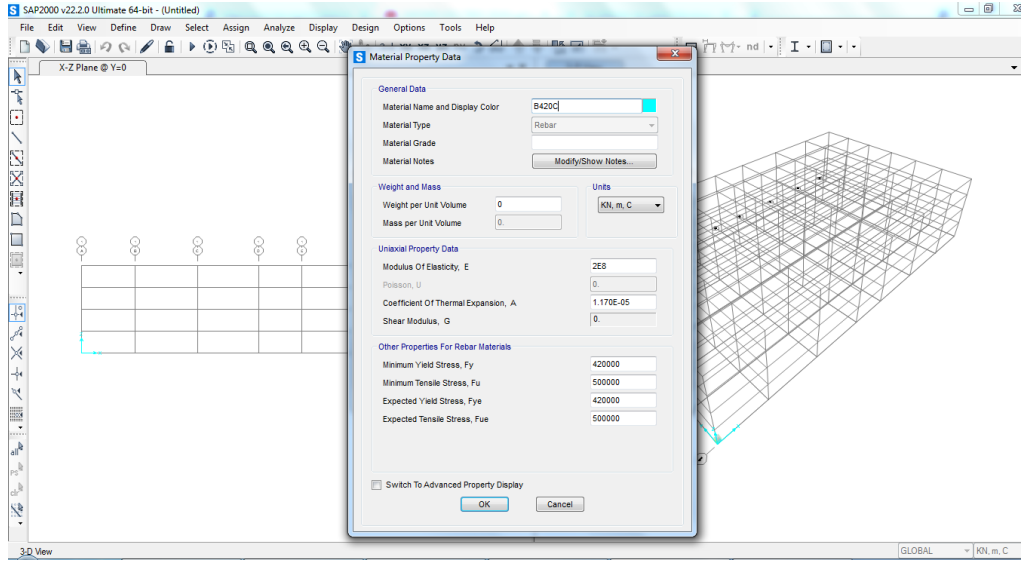 SAP2000 v22.2.0 Ultimate 64-bit - (Untitled)
File Edit View Define Draw Select Assign Analyze Display Design Options Tools Help
nd
X-Z Plane @ Y=0
Material Property Data
General Data
Material Name and Display Color B420C
Material Type Rebar
Material Grade
Material Notes Modify/Show Notes...
Weight and Mass Units
Weight per Unit Volume 0 KN, m, C
Mass per Unit Volume 0.
Uniaxial Property Data
Modulus Of Elasticity, E 2E8
Poisson, U 0.
Coefficient Of Thermal Expansion, A 1.170E-05
Shear Modulus, G 0.
Other Properties For Rebar Materials
Minimum Yield Stress, Fy 420000
Minimum Tensile Stress, Fu 500000
Expected Yield Stress, Fye 420000
Expected Tensile Stress, Fue 500000
Switch To Advanced Property Display
OK Cancel
all
PS
clr
3-D View GLOBAL KN, m, C